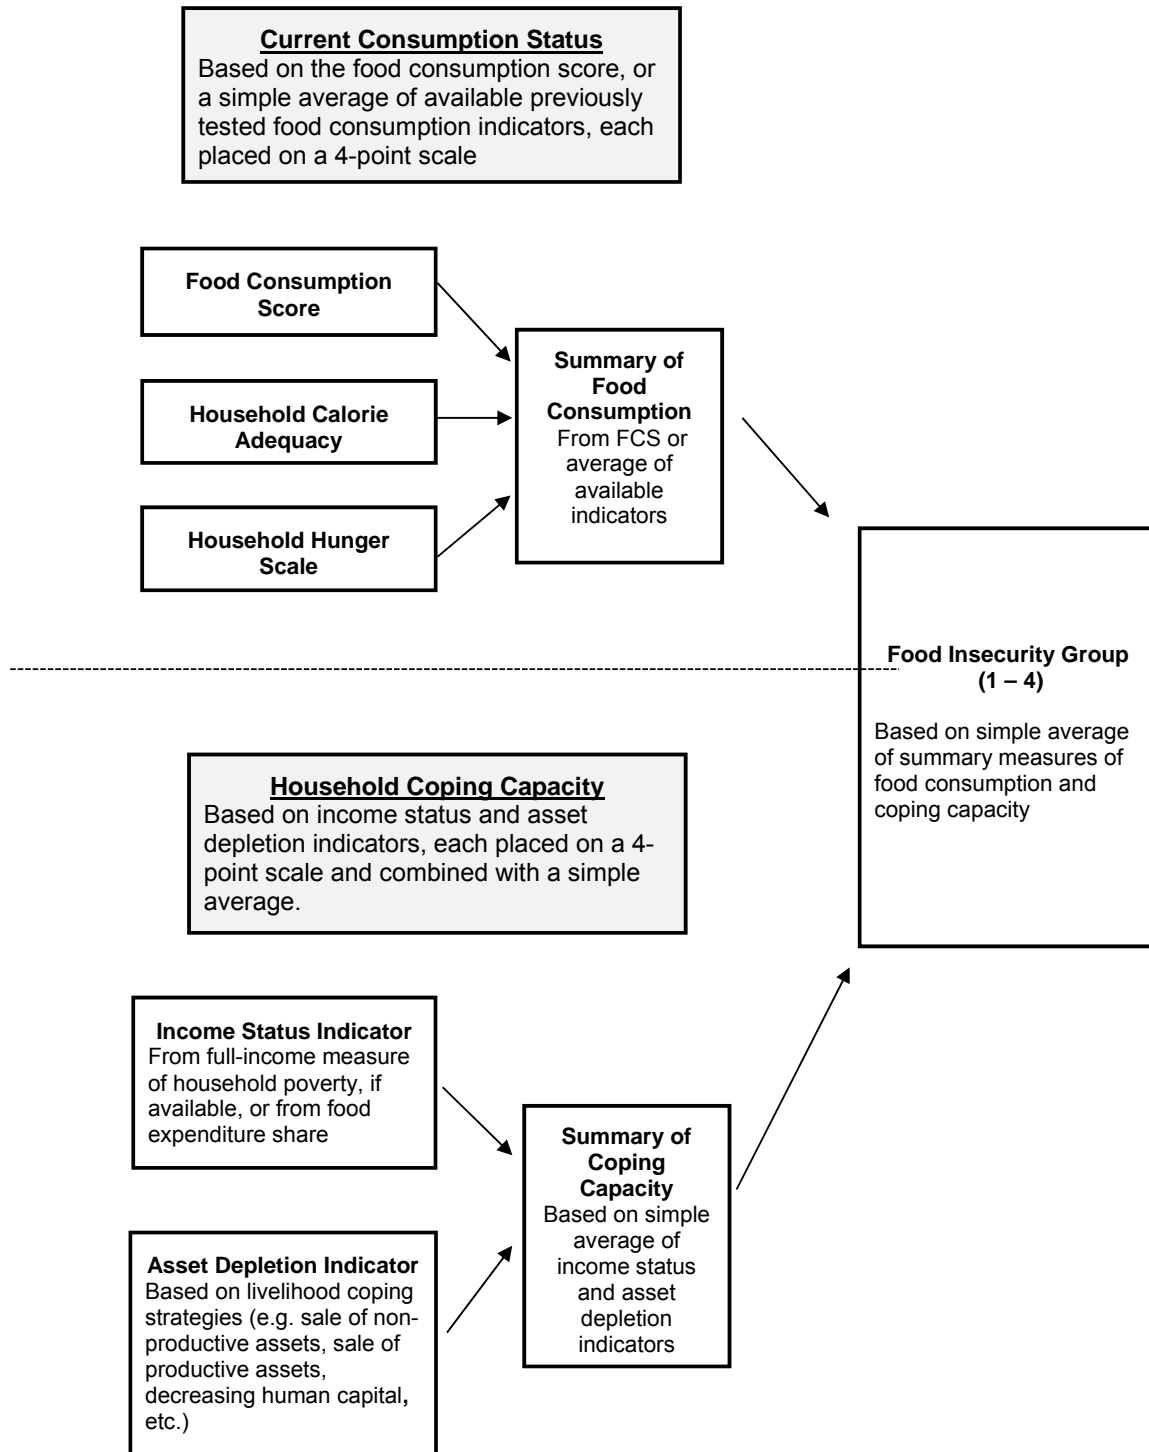 Current Consumption Status
Based on the food consumption score, or
a simple average of available previously
tested food consumption indicators, each
placed on a 4-point scale
Food Consumption
Score
Household Calorie
Adequacy
Household Hunger
Scale
Summary of
Food
Consumption
From FCS or
average of
available
indicators
Food Insecurity Group
(1 – 4)
Based on simple average
of summary measures of
food consumption and
coping capacity
Household Coping Capacity
Based on income status and asset
depletion indicators, each placed on a 4-
point scale and combined with a simple
average.
Income Status Indicator
From full-income measure
of household poverty, if
available, or from food
expenditure share
Asset Depletion Indicator
Based on livelihood coping
strategies (e.g. sale of non-
productive assets, sale of
productive assets,
decreasing human capital,
etc.)
Summary of
Coping
Capacity
Based on simple
average of
income status
and asset
depletion
indicators